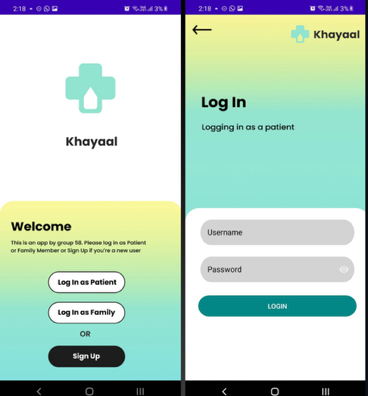 2:18
3%
Khayaal
Welcome
This is an app by group 58. Please log in as Patient
or Family Member or Sign Up if you're a new user
Log In as Patient
Log In as Family
OR
Sign Up
2:18
3%
Khayaal
Log In
Logging in as a patient
Username
Password
LOGIN